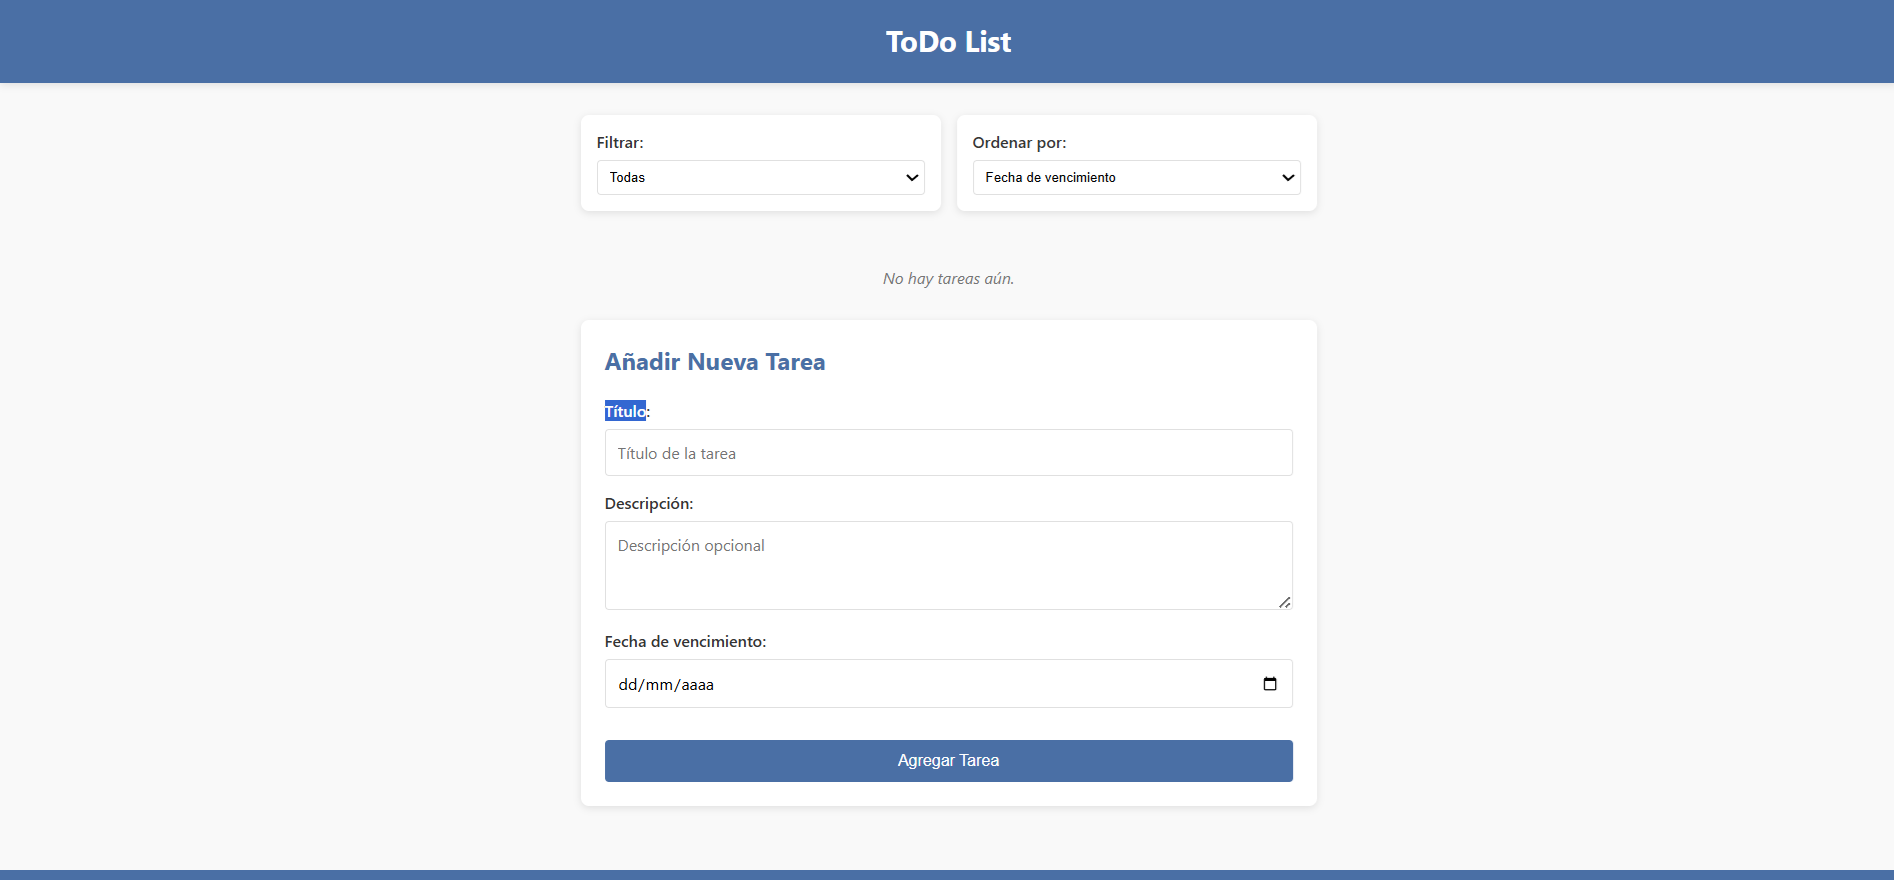 ToDo List
Filtrar:
Todas
Ordenar por:
Fecha de vencimiento
No hay tareas aún.
Añadir Nueva Tarea
Título:
Título de la tarea
Descripción:
Descripción opcional
Fecha de vencimiento:
dd/mm/aaaa
Agregar Tarea